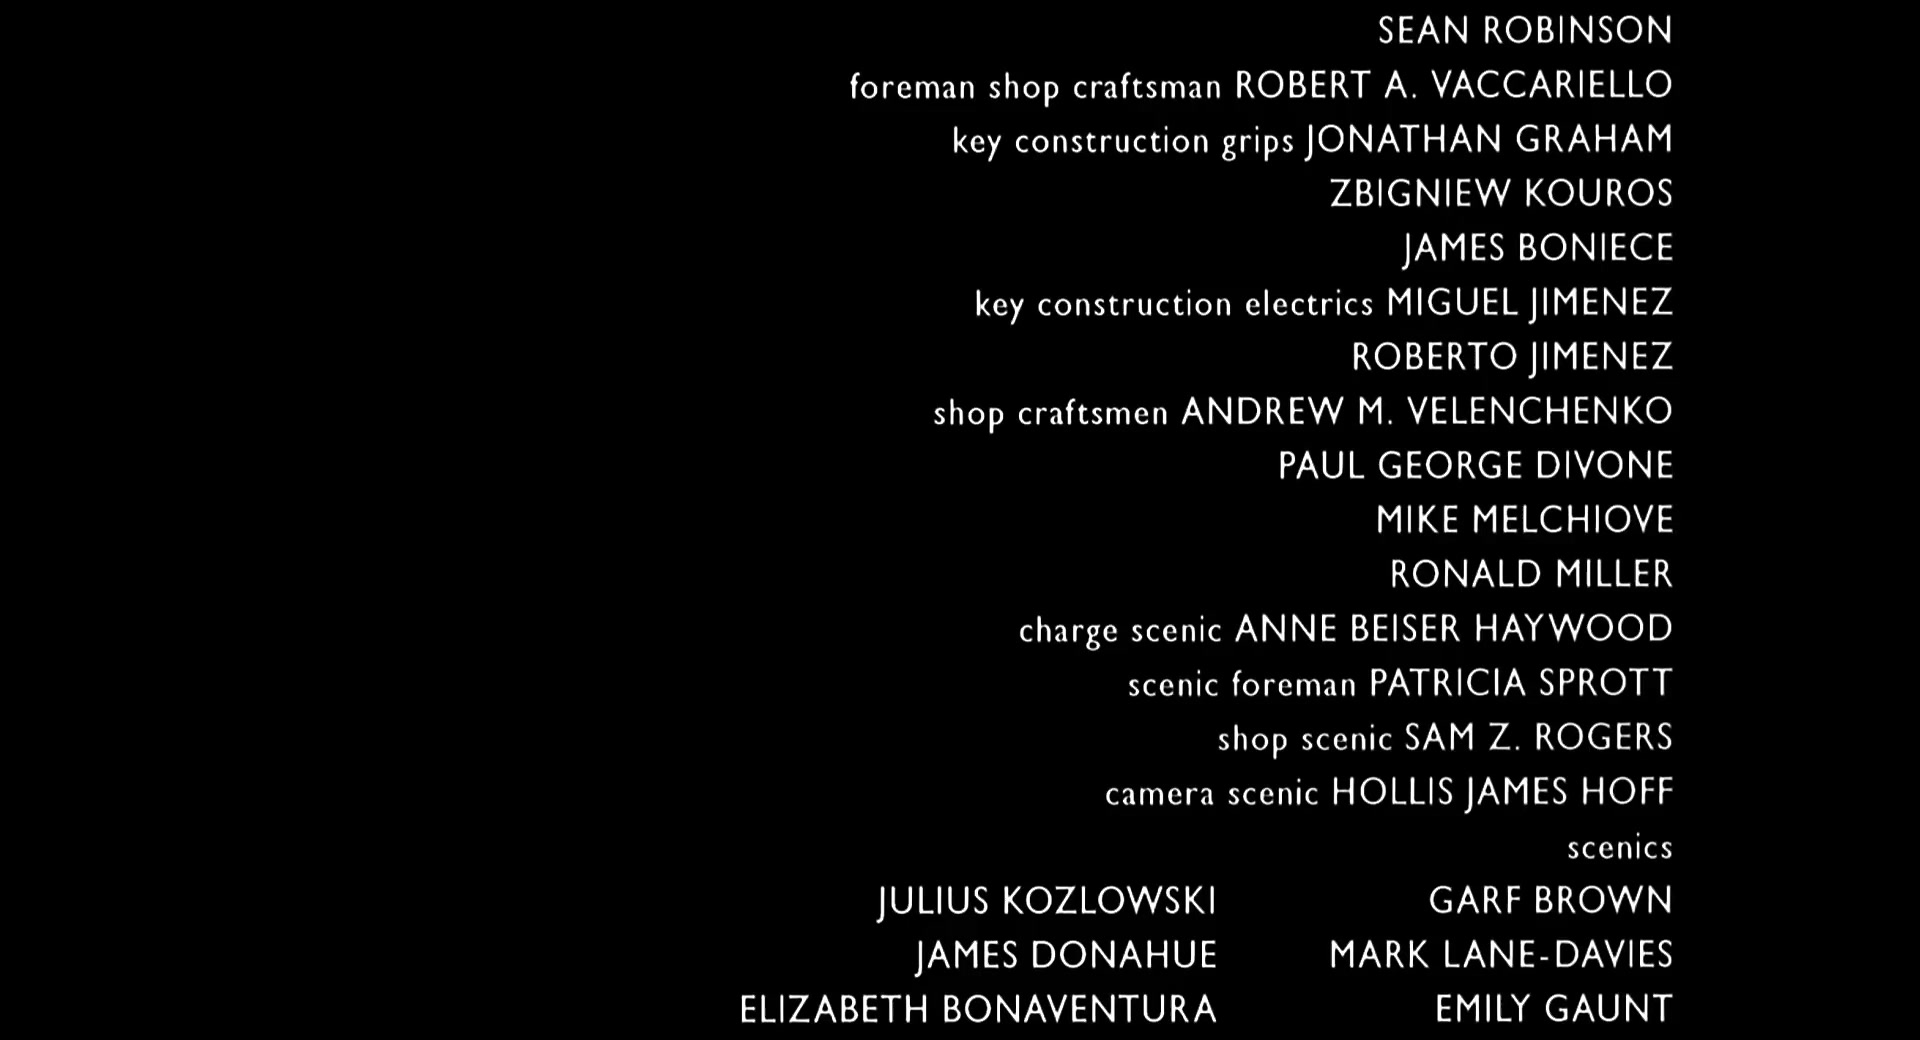 SEAN ROBINSON
foreman shop craftsman ROBERT A. VACCARIELLO
key construction grips JONATHAN GRAHAM
ZBIGNIEW KOUROS
JAMES BONIECE
key construction electrics MIGUEL JIMENEZ
ROBERTO JIMENEZ
shop craftsmen ANDREW M. VELENCHENKO
PAUL GEORGE DIVONE
MIKE MELCHIOVE
RONALD MILLER
charge scenic ANNE BEISER HAYWOOD
scenic foreman PATRICIA SPROTT
shop scenic SAM Z. ROGERS
camera scenic HOLLIS JAMES HOFF
scenics
JULIUS KOZLOWSKI GARF BROWN
JAMES DONAHUE MARK LANE-DAVIES
ELIZABETH BONAVENTURA EMILY GAUNT